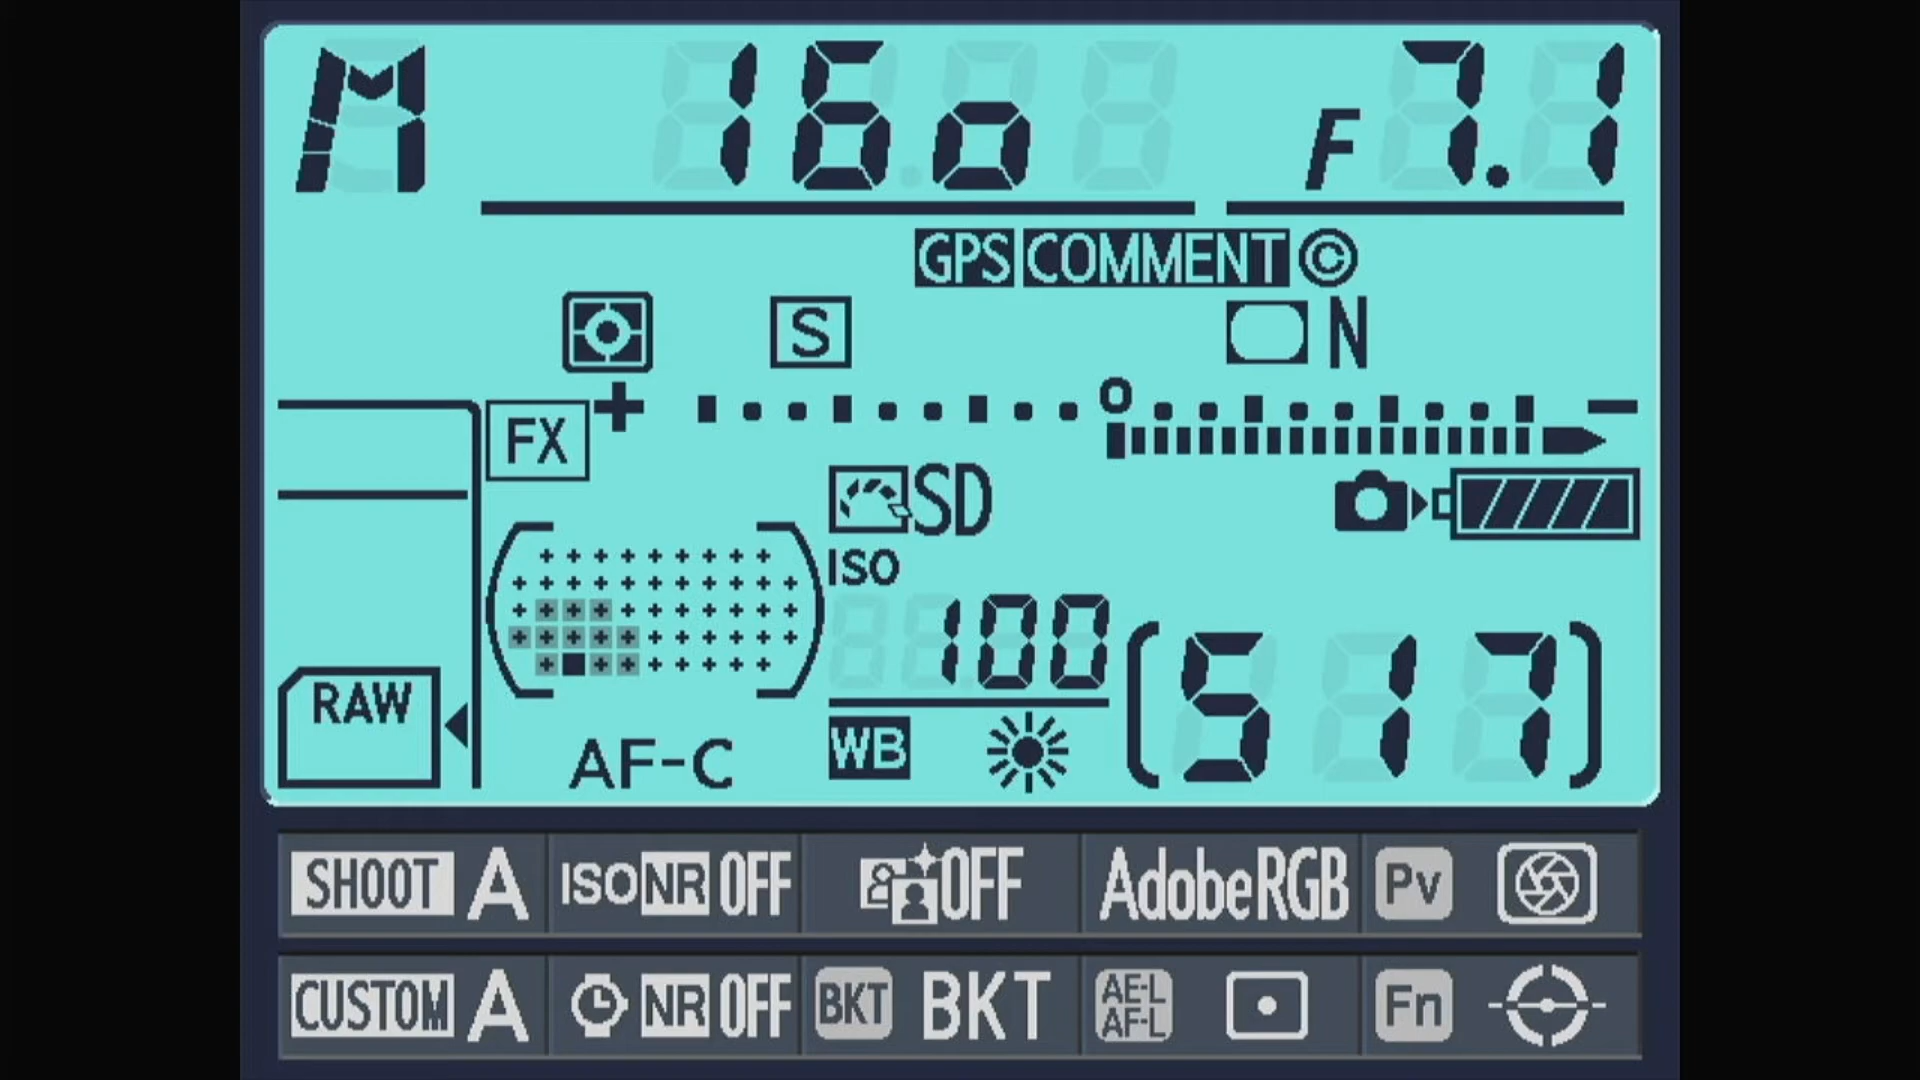 M 160 F7.1
GPS COMMENT ©
S N
+ 0 -
FX
SD
ISO
100
RAW
[517]
AF-C WB
SHOOT A ISO NR OFF OFF AdobeRGB Pv
CUSTOM A NR OFF BKT BKT AE-L AF-L Fn